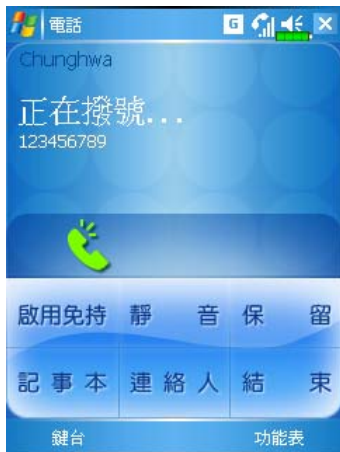 電話 G
Chunghwa
正在撥號...
123456789
啟用免持 靜音 保留
記事本 連絡人 結束
鍵台 功能表